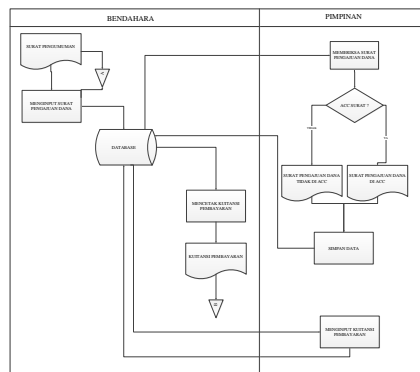 BENDAHARA
PIMPINAN
SURAT PENGUMUMAN
A
MENGINPUT SURAT
PENGAJUAN DANA
DATABASE
MENCETAK KUITANSI
PEMBAYARAN
KUITANSI PEMBAYARAN
B
MEMERIKSA SURAT
PENGAJUAN DANA
ACC SURAT ?
SURAT PENGAJUAN DANA
TIDAK DI ACC
SURAT PENGAJUAN DANA
DI ACC
SIMPAN DATA
MENGINPUT KUITANSI
PEMBAYARAN